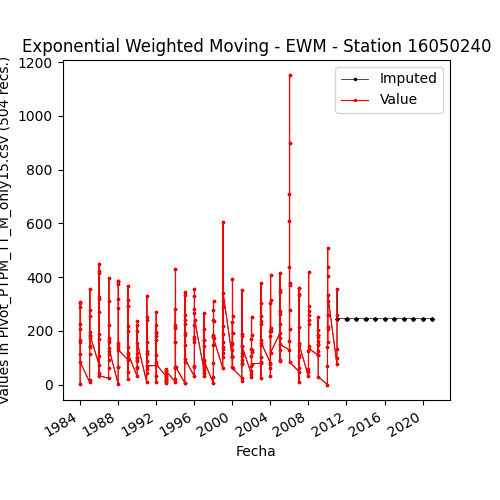 Exponential Weighted Moving - EWM - Station 16050240
Values in Pivot_PTPM_TT_M_only15.csv (504 recs.)
1200
1000
800
600
400
200
0
Imputed
Value
1984 1988 1992 1996 2000 2004 2008 2012 2016 2020
Fecha